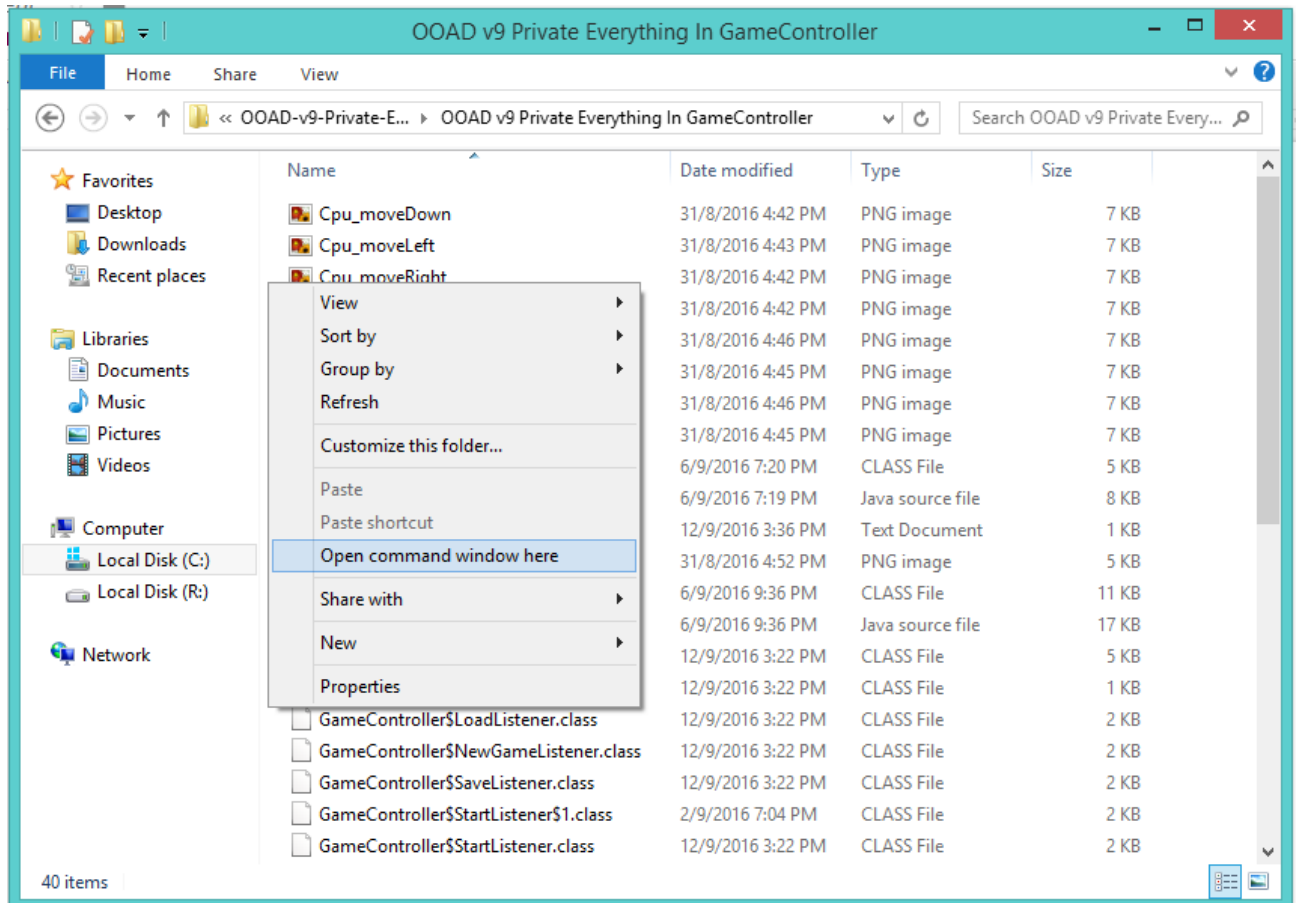 OOAD v9 Private Everything In GameController
File Home Share View
« OOAD-v9-Private-E... OOAD v9 Private Everything In GameController Search OOAD v9 Private Every...
Name Date modified Type Size
Favorites
Desktop
Downloads
Recent places
Libraries
Documents
Music
Pictures
Videos
Computer
Local Disk (C:)
Local Disk (R:)
Network
Cpu_moveDown 31/8/2016 4:42 PM PNG image 7 KB
Cpu_moveLeft 31/8/2016 4:43 PM PNG image 7 KB
Cpu_moveRight 31/8/2016 4:42 PM PNG image 7 KB
31/8/2016 4:42 PM PNG image 7 KB
31/8/2016 4:46 PM PNG image 7 KB
31/8/2016 4:45 PM PNG image 7 KB
31/8/2016 4:46 PM PNG image 7 KB
31/8/2016 4:45 PM PNG image 7 KB
6/9/2016 7:20 PM CLASS File 5 KB
6/9/2016 7:19 PM Java source file 8 KB
12/9/2016 3:36 PM Text Document 1 KB
31/8/2016 4:52 PM PNG image 5 KB
6/9/2016 9:36 PM CLASS File 11 KB
6/9/2016 9:36 PM Java source file 17 KB
12/9/2016 3:22 PM CLASS File 5 KB
12/9/2016 3:22 PM CLASS File 1 KB
GameController$LoadListener.class 12/9/2016 3:22 PM CLASS File 2 KB
GameController$NewGameListener.class 12/9/2016 3:22 PM CLASS File 2 KB
GameController$SaveListener.class 12/9/2016 3:22 PM CLASS File 2 KB
GameController$StartListener$1.class 2/9/2016 7:04 PM CLASS File 2 KB
GameController$StartListener.class 12/9/2016 3:22 PM CLASS File 2 KB
View
Sort by
Group by
Refresh
Customize this folder...
Paste
Paste shortcut
Open command window here
Share with
New
Properties
40 items